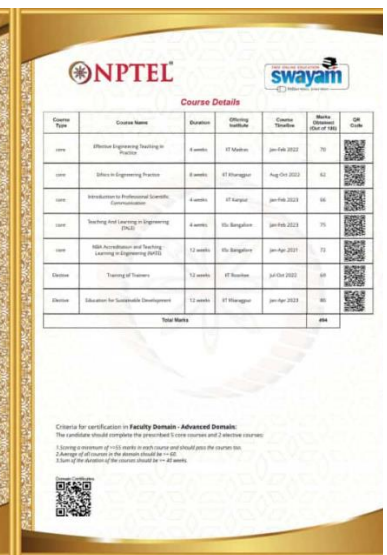 NPTEL
FREE ONLINE EDUCATION
swayam
Course Details
Course Type Course Name Duration Offering Institute Course Timeline Marks Obtained (Out of 100) QR Code
core Effective Engineering Teaching in Practice 4 weeks IIT Madras Jan-Feb 2022 70
core Ethics in Engineering Practice 8 weeks IIT Kharagpur Aug-Oct 2022 62
core Introduction to Professional Scientific Communication 4 weeks IIT Kanpur Jan-Feb 2023 66
core Teaching And Learning in Engineering (TALE) 4 weeks IISc Bangalore Jan-Feb 2023 75
core NBA Accreditation and Teaching - Learning in Engineering (NATE) 12 weeks IISc Bangalore Jan-Apr 2021 72
Elective Training of Trainers 12 weeks IIT Roorkee Jul-Oct 2022 69
Elective Education for Sustainable Development 12 weeks IIT Kharagpur Jan-Apr 2023 80
Total Marks 494
Criteria for certification in Faculty Domain - Advanced Domain:
The candidate should complete the prescribed 5 core courses and 2 elective courses:
1.Scoring a minimum of >=55 marks in each course and should pass the courses too.
2.Average of all courses in the domain should be >= 60.
3.Sum of the duration of the courses should be >= 40 weeks.
Domain Certificates